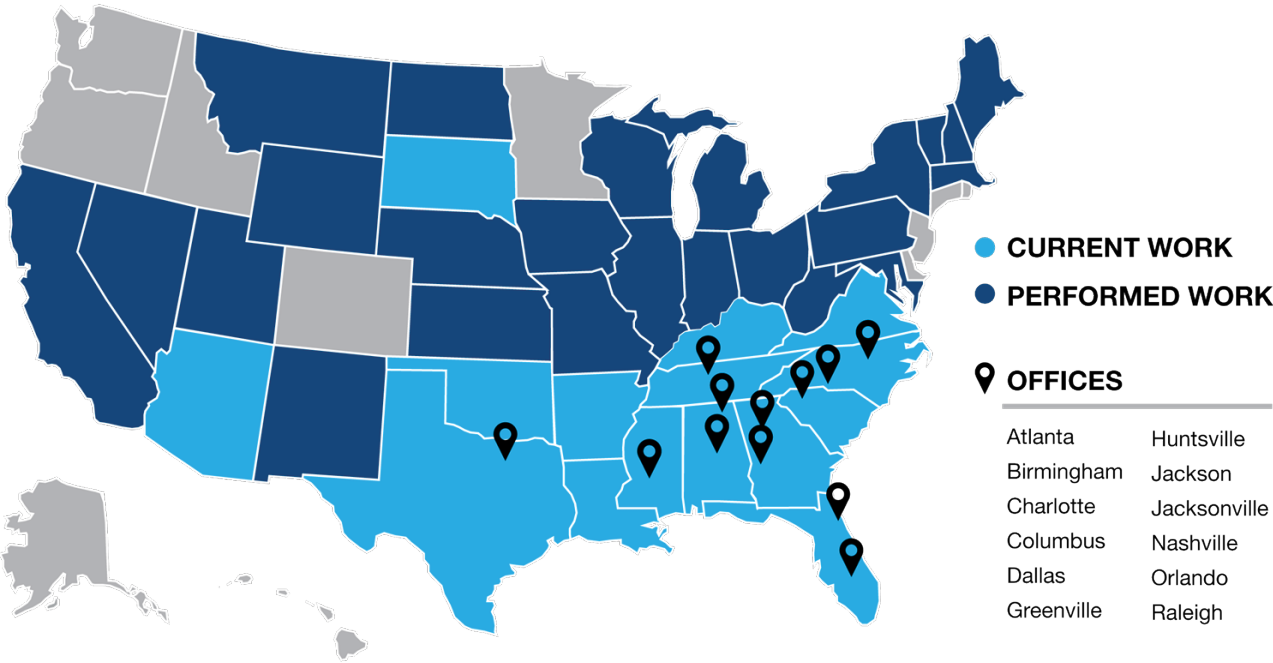 CURRENT WORK
PERFORMED WORK
OFFICES
Atlanta
Birmingham
Charlotte
Columbus
Dallas
Greenville
Huntsville
Jackson
Jacksonville
Nashville
Orlando
Raleigh